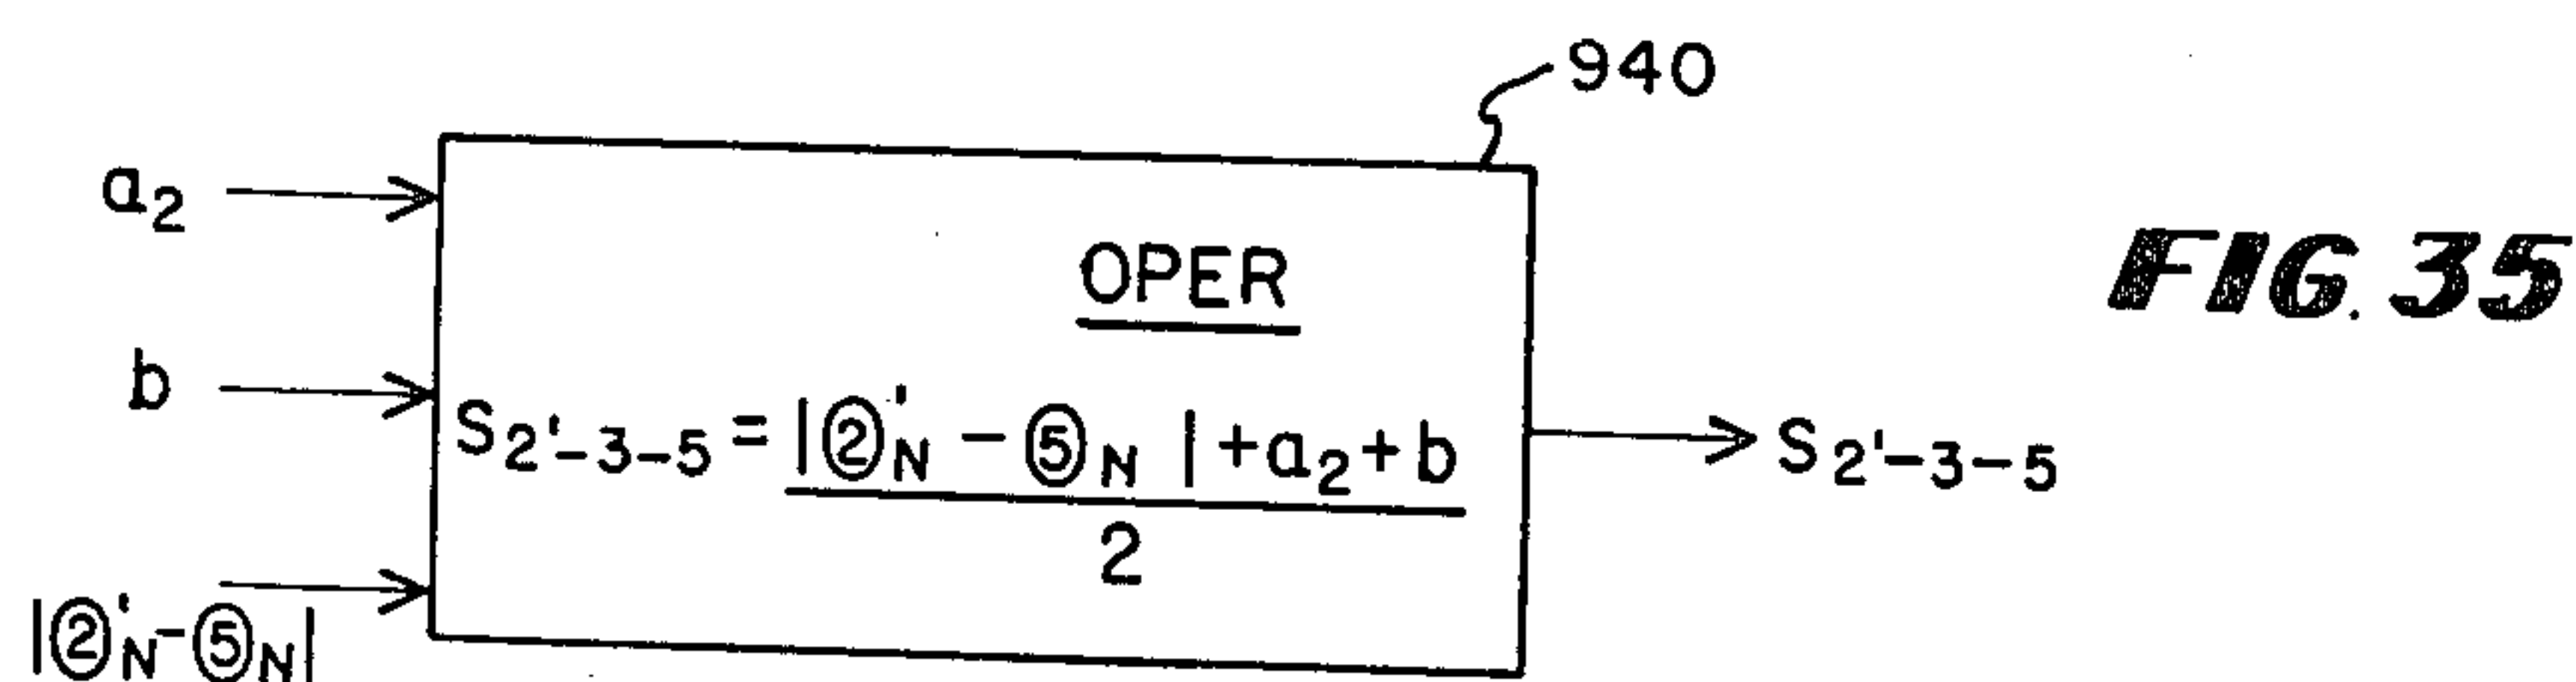 940
a₂
OPER
FIG. 35
b
S₂'₋₃₋₅ = |②'N − ⑤N| + a₂ + b
2
S₂'₋₃₋₅
|②'N − ⑤N|